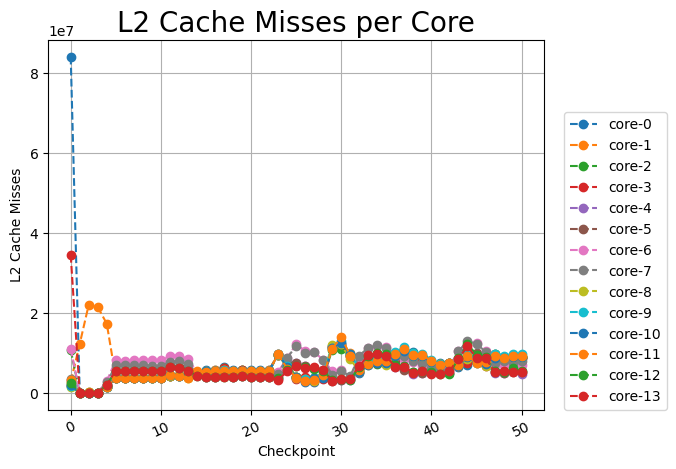 L2 Cache Misses per Core
1e7
8
6
4
2
0
L2 Cache Misses
0 10 20 30 40 50
Checkpoint
core-0
core-1
core-2
core-3
core-4
core-5
core-6
core-7
core-8
core-9
core-10
core-11
core-12
core-13